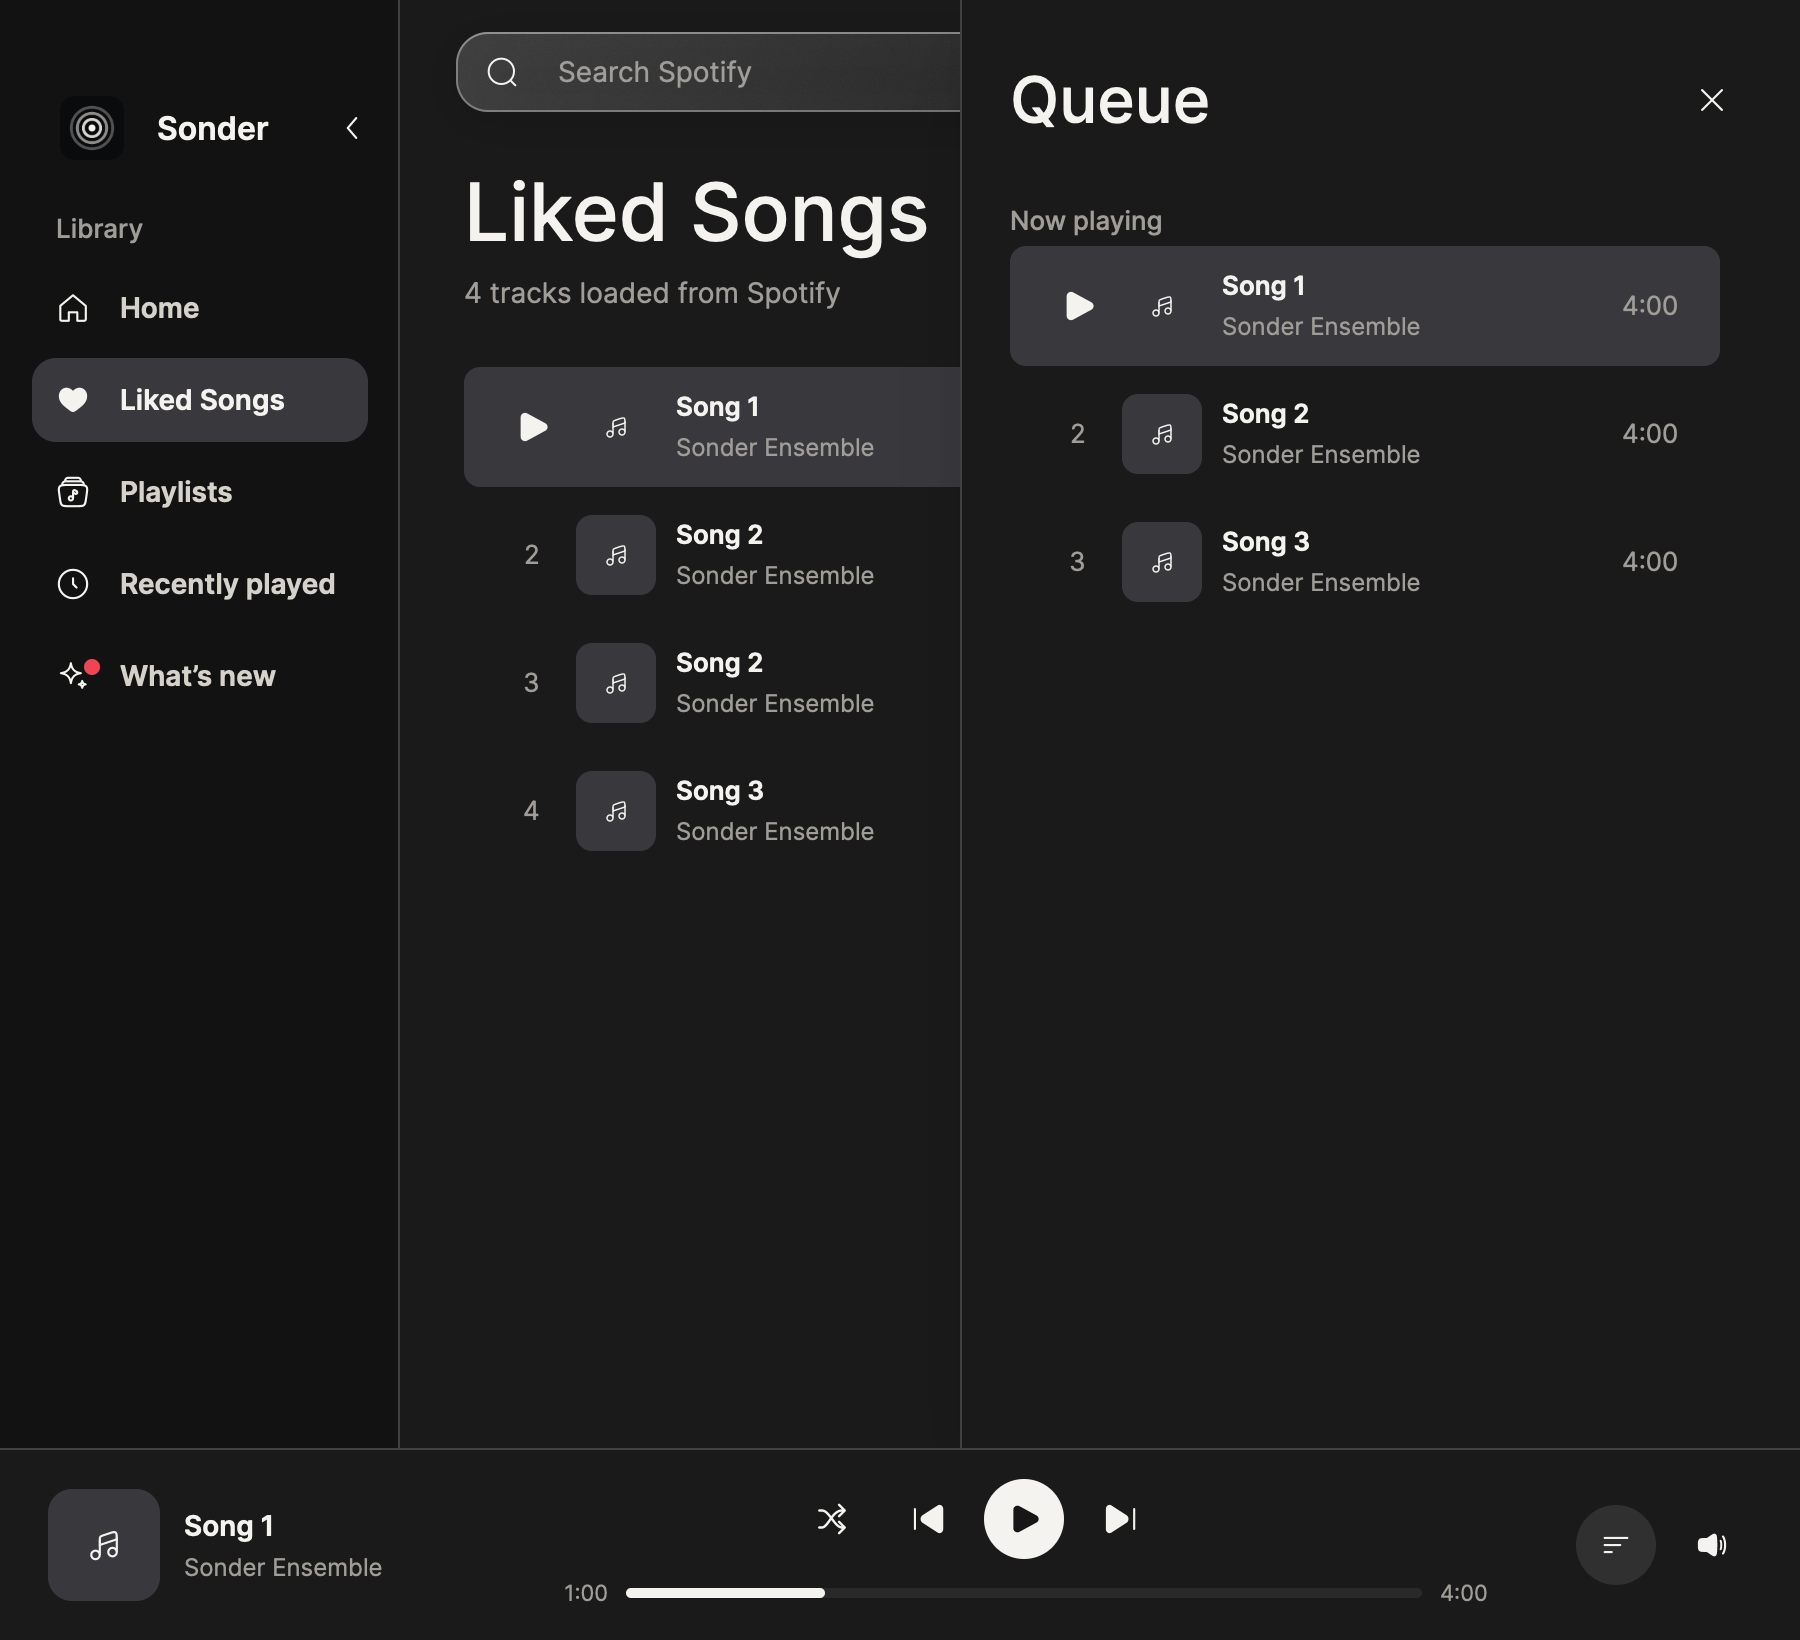 Sonder
Library
Home
Liked Songs
Playlists
Recently played
What’s new
Search Spotify
Liked Songs
4 tracks loaded from Spotify
Song 1
Sonder Ensemble
2
Song 2
Sonder Ensemble
3
Song 2
Sonder Ensemble
4
Song 3
Sonder Ensemble
Queue
Now playing
Song 1
Sonder Ensemble
4:00
2
Song 2
Sonder Ensemble
4:00
3
Song 3
Sonder Ensemble
4:00
Song 1
Sonder Ensemble
1:00
4:00